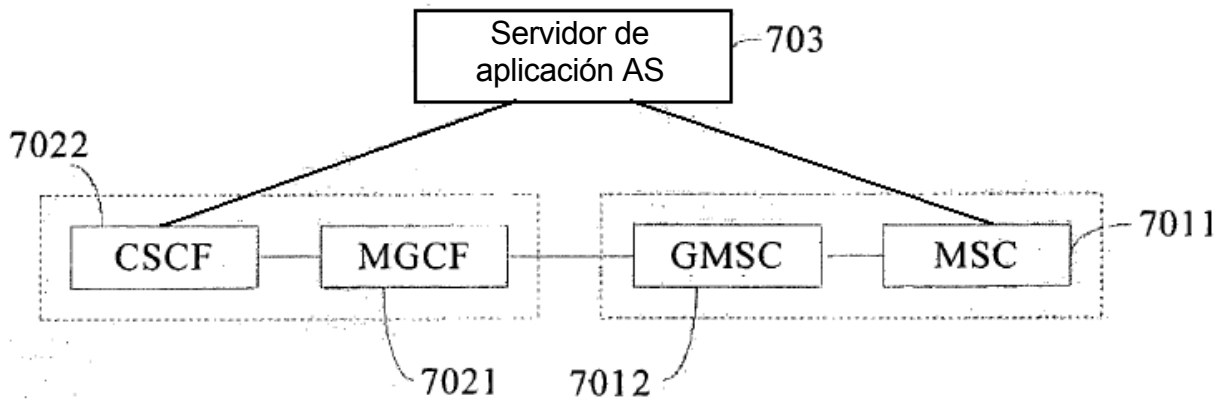 Servidor de
aplicación AS
703
7022
CSCF
MGCF
GMSC
MSC
7011
7021
7012